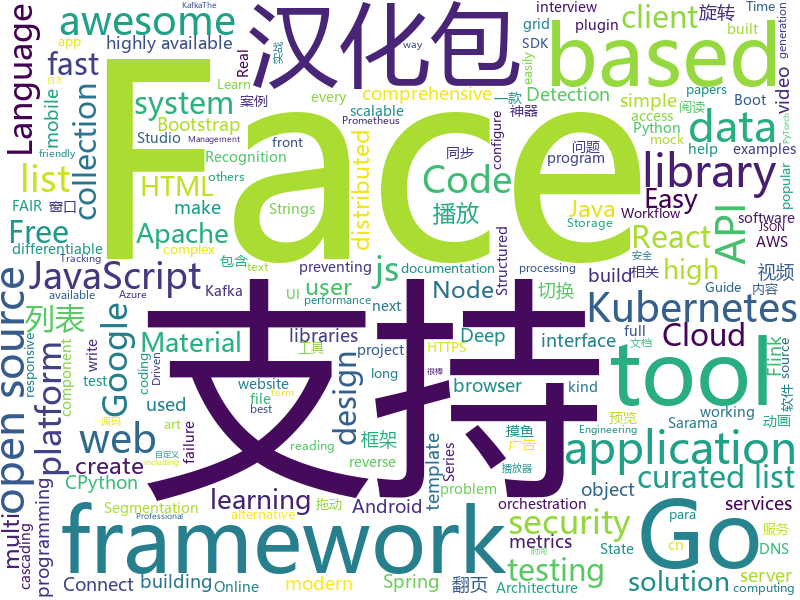 KafkaThe
awesome
汉化包
based
client
旋转
interview
plugin
grid
SDK
built
Time
app
日志
highly available
Face
Language
fast
Real
实战
way
案例
神器
一款
easily
video
generation
comprehensive
Detection
simple
papers
every
scalable
Boot
阅读
system
Bootstrap
Learn
Studio
front
Prometheus
同步
configure
问题
program
Python
access
mock
examples
mobile
collection
Recognition
others
Management
Code
data
help
PyTorch
friendly
list
HTML
distributed
播放
library
popular
FAIR
窗口
make
Strings
Java
Easy
Workflow
software
JSON
Storage
AWS
Free
Apache
React
API
differentiable
complex
包含
text
preventing
documentation
Structured
high
Tracking
JavaScript
js
user
Kafka
UI
performance
Node
切换
build
相关
安全
视频
processing
Guide
内容
available
Azure
支持
next
Kubernetes
列表
Google
libraries
工具
Deep
interface
full
文档
source
Cloud
open source
Material
design
project
long
HTTPS
kind
Flink
软件
component
write
Driven
website
file
best
browser
tool
responsive
platform
test
coding
used
art
源码
很棒
working
动画
web
框架
reading
摸鱼
广告
预览
Sarama
Engineering
multi
create
failure
template
reverse
Series
播放器
application
CPython
problem
curated list
cascading
programming
learning
Android
orchestration
object
metrics
services
Segmentation
拖动
alternative
framework
Go
para
cn
服务
security
DNS
自定义
term
including
modern
State
时间
solution
server
Connect
building
Online
Professional
Spring
翻页
testing
Architecture
computing